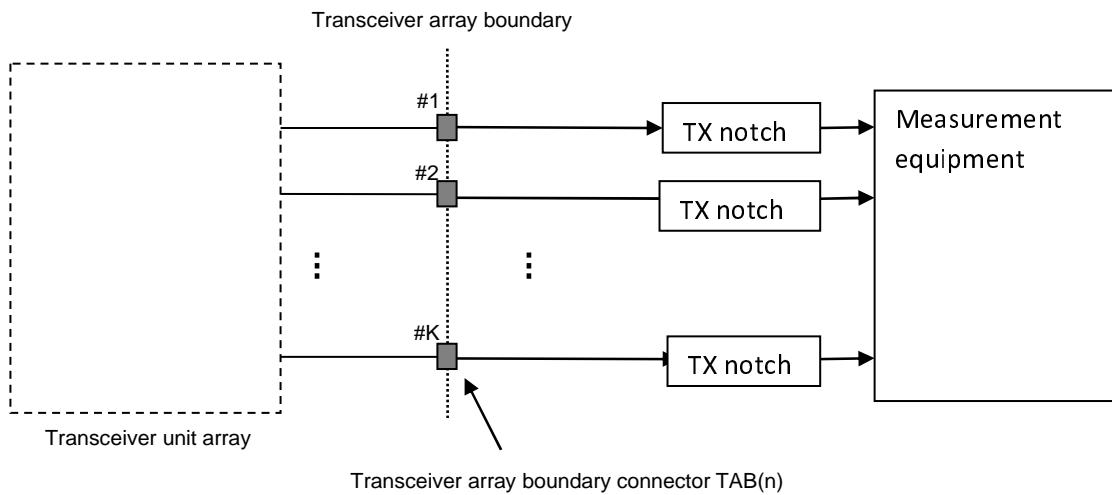 Transceiver array boundary
#1
TX notch
Measurement
equipment
#2
TX notch
#K
TX notch
Transceiver unit array
Transceiver array boundary connector TAB(n)